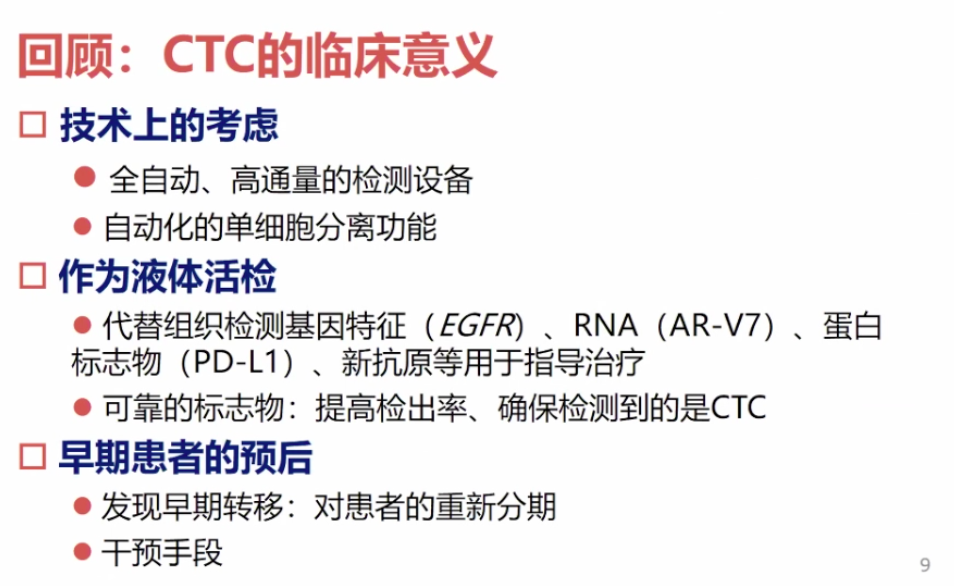 回顾：CTC的临床意义
技术上的考虑
全自动、高通量的检测设备
自动化的单细胞分离功能
作为液体活检
代替组织检测基因特征（EGFR）、RNA（AR-V7）、蛋白
标志物（PD-L1）、新抗原等用于指导治疗
可靠的标志物：提高检出率、确保检测到的是CTC
早期患者的预后
发现早期转移：对患者的重新分期
干预手段
9